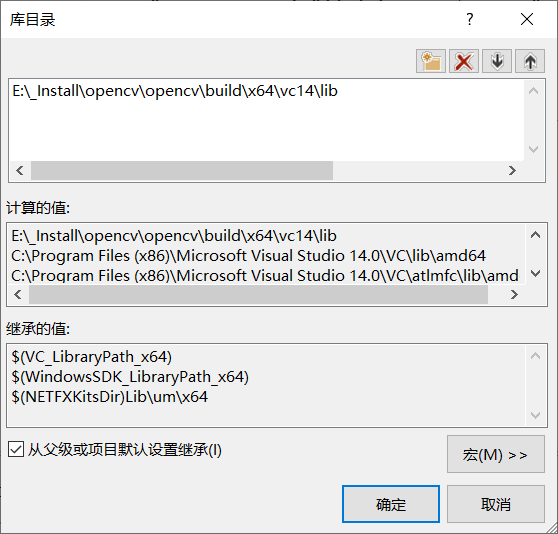 库目录
E:\_Install\opencv\opencv\build\x64\vc14\lib
计算的值:
E:\_Install\opencv\opencv\build\x64\vc14\lib
C:\Program Files (x86)\Microsoft Visual Studio 14.0\VC\lib\amd64
C:\Program Files (x86)\Microsoft Visual Studio 14.0\VC\atlmfc\lib\amd
继承的值:
$(VC_LibraryPath_x64)
$(WindowsSDK_LibraryPath_x64)
$(NETFXKitsDir)Lib\um\x64
从父级或项目默认设置继承(I)
宏(M) >>
确定
取消